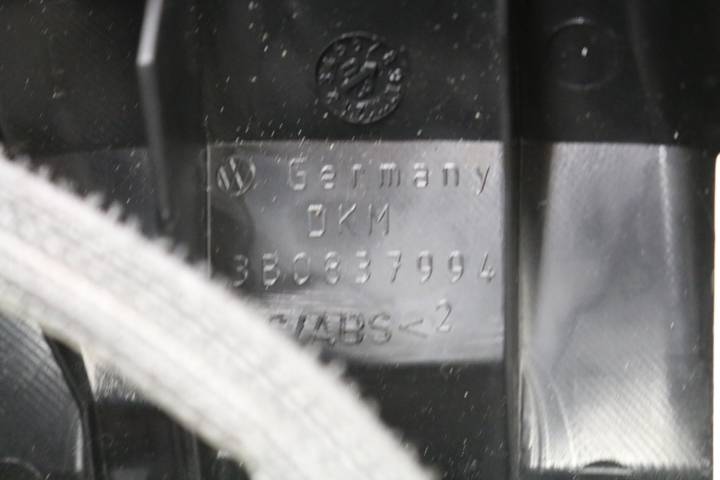 Germany
DKM
3B0837994
/ABS< 2